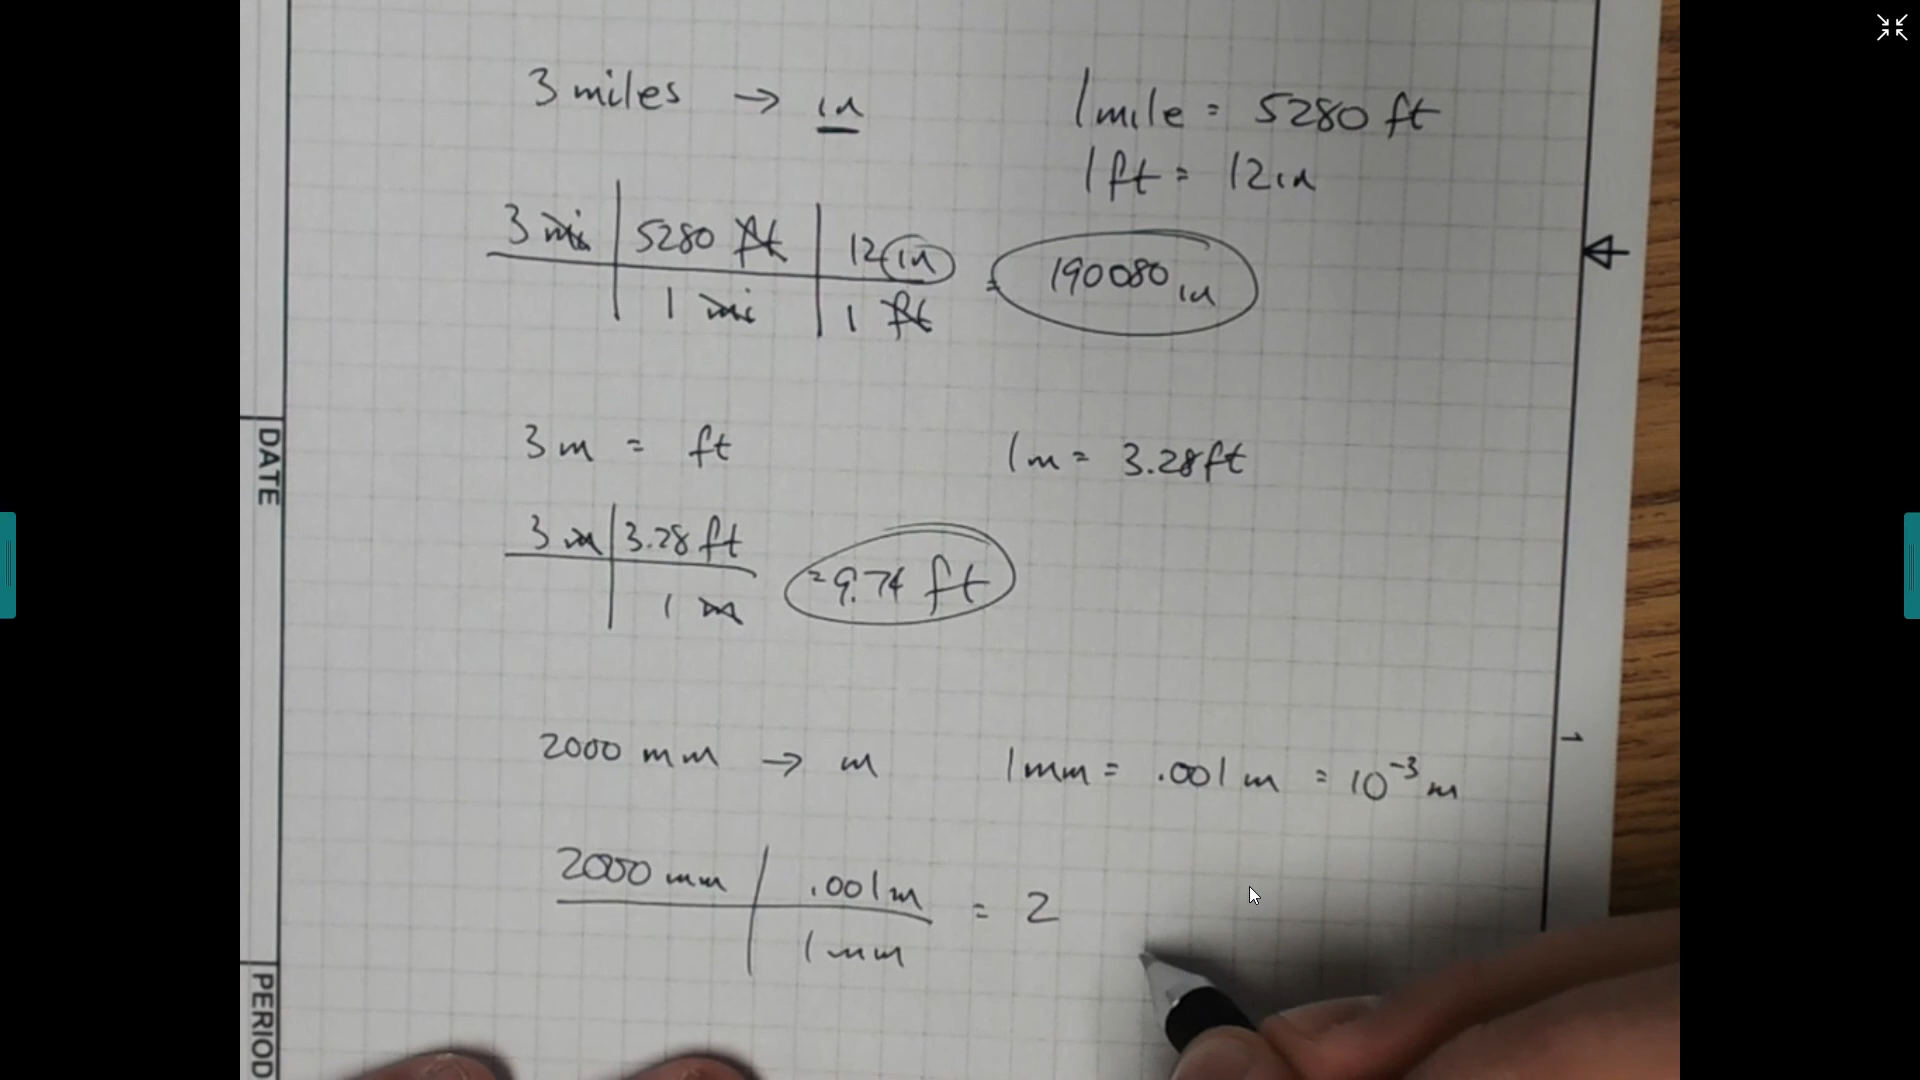 3 miles → in
1 mile = 5280 ft
1 ft = 12 in
3 mi | 5280 ft | 12 in
1 mi | 1 ft
= 190080 in
3 m = ft
1 m = 3.28 ft
3 m | 3.28 ft
1 m
= 9.74 ft
2000 mm → m
1 mm = .001 m = 10⁻³ m
2000 mm | .001 m
1 mm
= 2
DATE
PERIOD
1